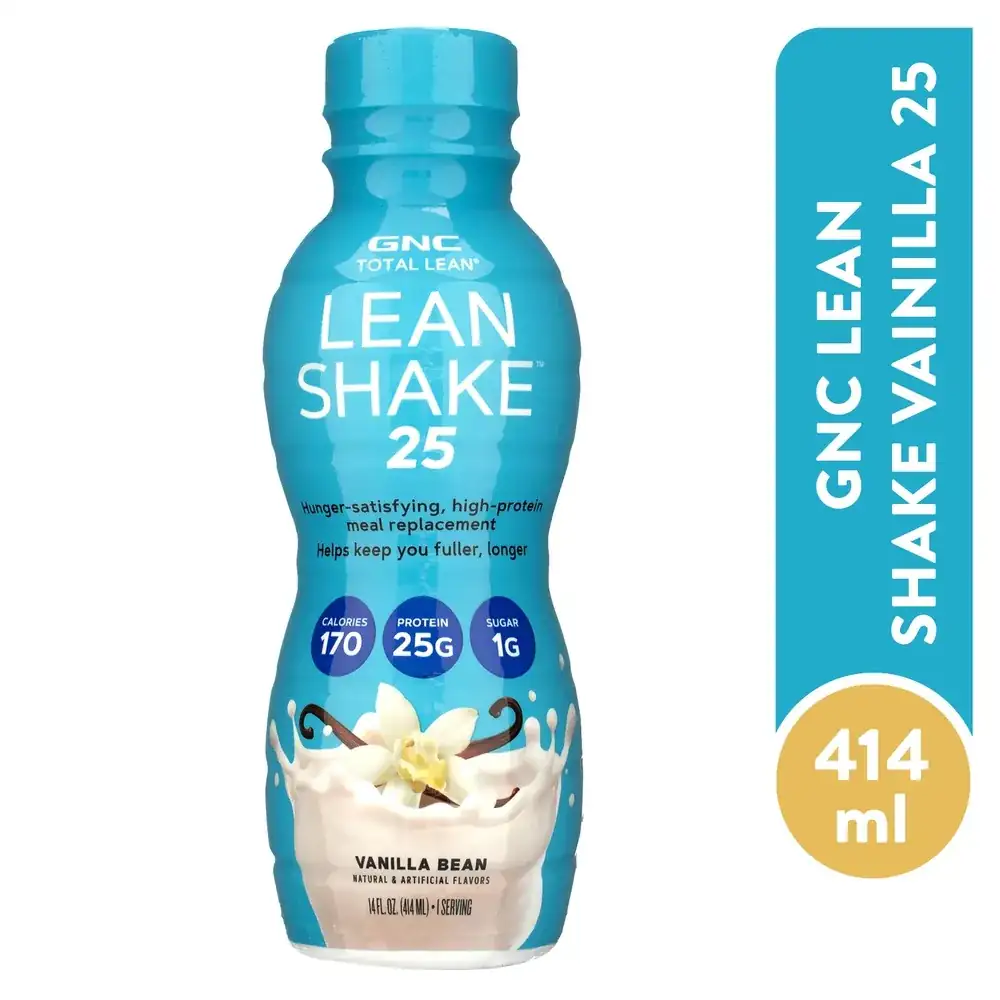 GNC
TOTAL LEAN®
LEAN
SHAKE™
25
Hunger-satisfying, high-protein
meal replacement
Helps keep you fuller, longer
CALORIES
170
PROTEIN
25G
SUGAR
1G
VANILLA BEAN
NATURAL & ARTIFICIAL FLAVORS
14 FL. OZ. (414 ML) • 1 SERVING
GNC LEAN
SHAKE VAINILLA 25
414
ml